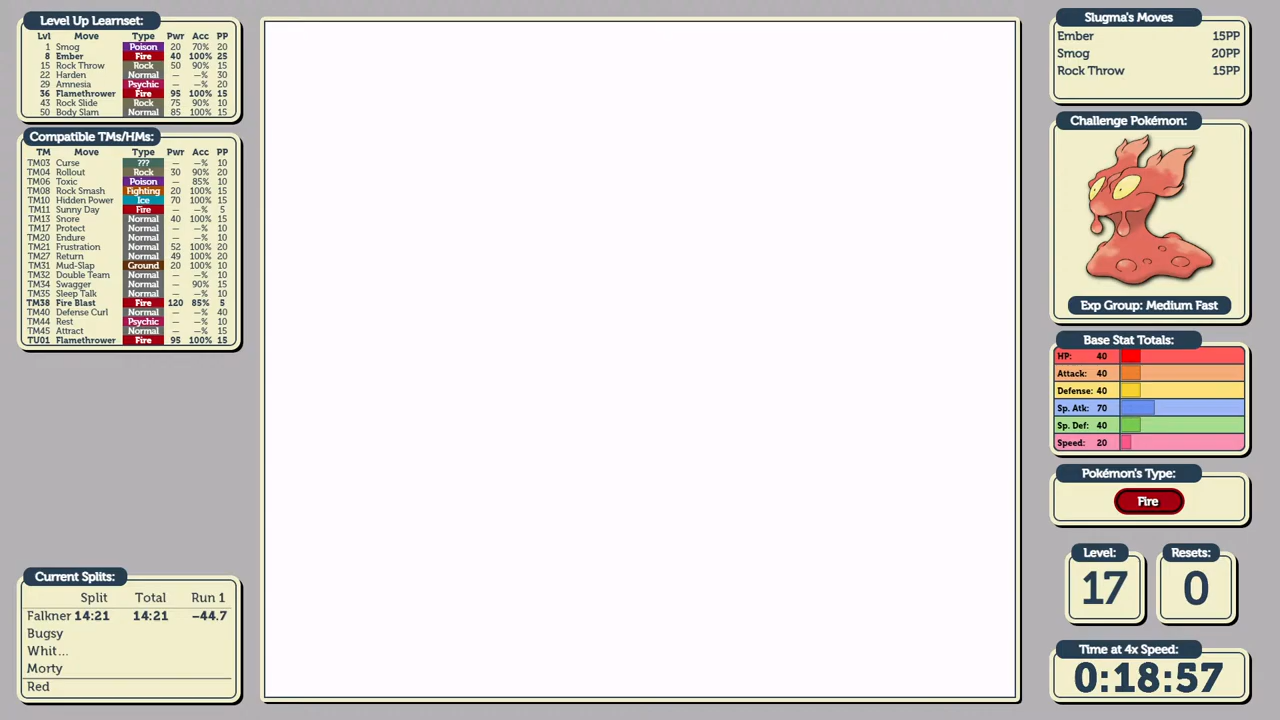 Level Up Learnset:
Lvl Move Type Pwr Acc PP
1 Smog Poison 20 70% 20
8 Ember Fire 40 100% 25
15 Rock Throw Rock 50 90% 15
22 Harden Normal — —% 30
29 Amnesia Psychic — —% 20
36 Flamethrower Fire 95 100% 15
43 Rock Slide Rock 75 90% 10
50 Body Slam Normal 85 100% 15
Compatible TMs/HMs:
TM Move Type Pwr Acc PP
TM03 Curse ??? — —% 10
TM04 Rollout Rock 30 90% 20
TM06 Toxic Poison — 85% 10
TM08 Rock Smash Fighting 20 100% 15
TM10 Hidden Power Ice 70 100% 15
TM11 Sunny Day Fire — —% 5
TM13 Snore Normal 40 100% 15
TM17 Protect Normal — —% 10
TM20 Endure Normal — —% 10
TM21 Frustration Normal 52 100% 20
TM27 Return Normal 49 100% 20
TM31 Mud-Slap Ground 20 100% 10
TM32 Double Team Normal — —% 15
TM34 Swagger Normal — 90% 15
TM35 Sleep Talk Normal — —% 10
TM38 Fire Blast Fire 120 85% 5
TM40 Defense Curl Normal — —% 40
TM44 Rest Psychic — —% 10
TM45 Attract Normal — —% 15
TU01 Flamethrower Fire 95 100% 15
Current Splits:
Split Total Run 1
Falkner 14:21 14:21 −44.7
Bugsy
Whit...
Morty
Red
Slugma's Moves
Ember 15PP
Smog 20PP
Rock Throw 15PP
Challenge Pokémon:
Exp Group: Medium Fast
Base Stat Totals:
HP: 40
Attack: 40
Defense: 40
Sp. Atk: 70
Sp. Def: 40
Speed: 20
Pokémon's Type:
Fire
Level: Resets:
17 0
Time at 4x Speed:
0:18:57